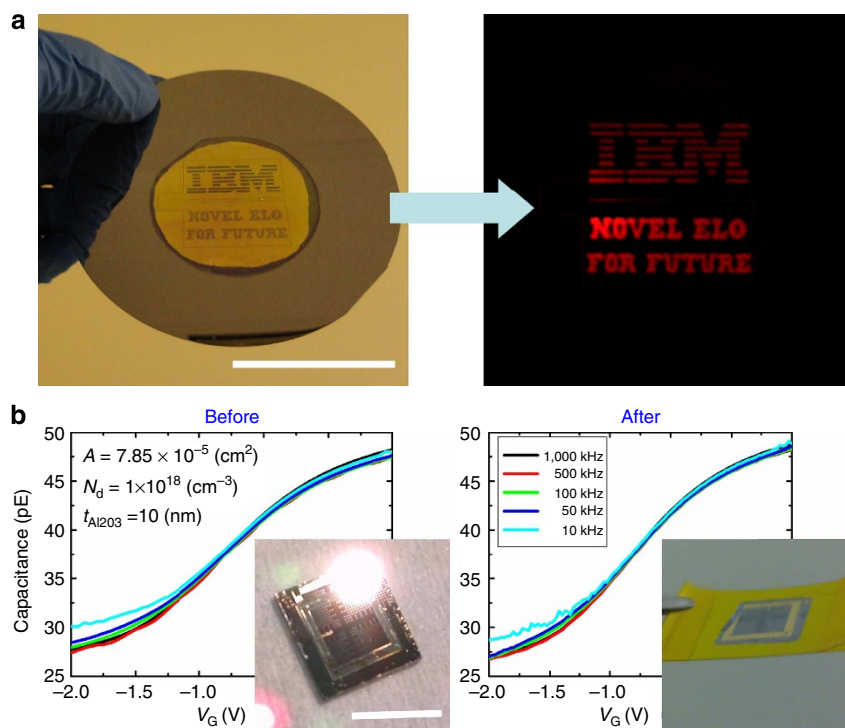 a
IBM
NOVEL ELO
FOR FUTURE
IBM
NOVEL ELO
FOR FUTURE
b
Before
50
45
40
35
30
25
Capacitance (pE)
A = 7.85 × 10⁻⁵ (cm²)
N_d = 1×10¹⁸ (cm⁻³)
t_Al203 =10 (nm)
−2.0
−1.5
−1.0
V_G (V)
After
50
45
40
35
30
25
1,000 kHz
500 kHz
100 kHz
50 kHz
10 kHz
−2.0
−1.5
−1.0
V_G (V)